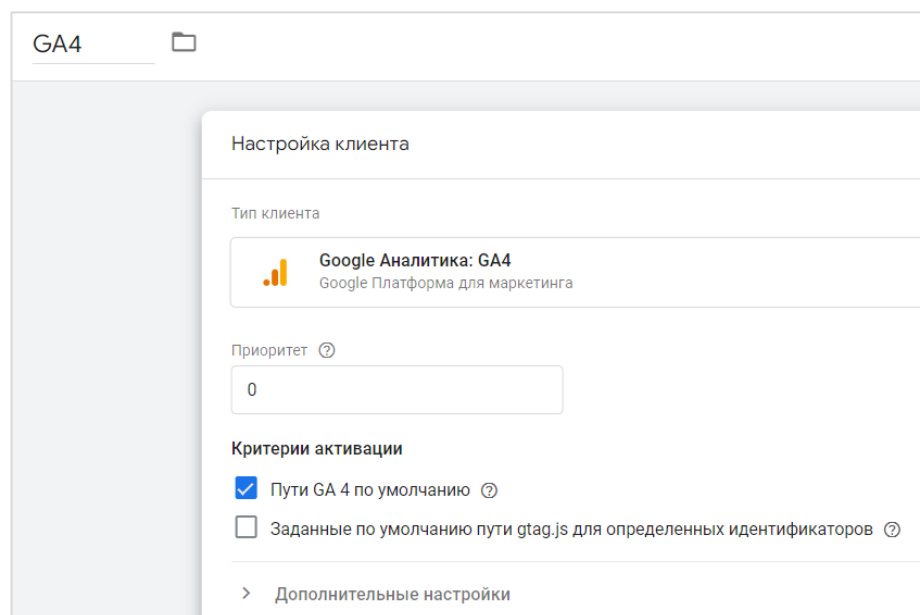 GA4
Настройка клиента
Тип клиента
Google Аналитика: GA4
Google Платформа для маркетинга
Приоритет
0
Критерии активации
Пути GA 4 по умолчанию
Заданные по умолчанию пути gtag.js для определенных идентификаторов
Дополнительные настройки